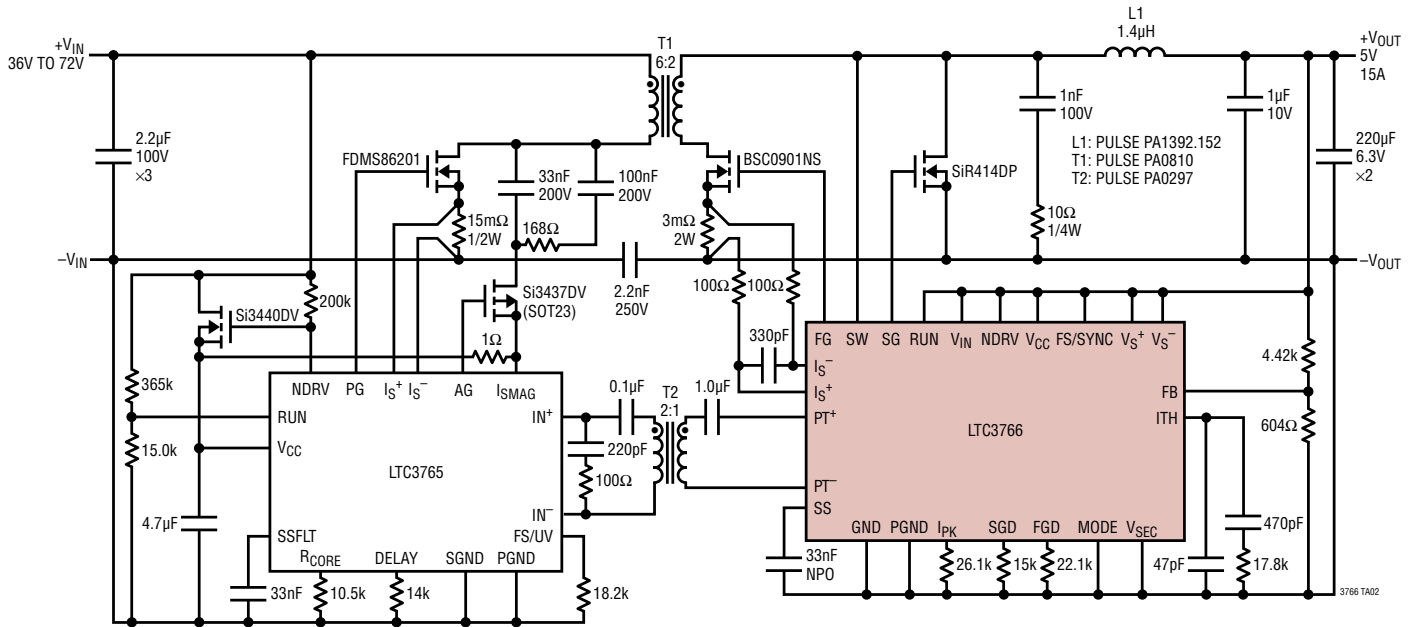 L1
1.4µH
+VIN
36V TO 72V
T1
6:2
+VOUT
5V
15A
2.2µF
100V
×3
FDMS86201
33nF
200V
100nF
200V
BSC0901NS
SiR414DP
1nF
100V
1µF
10V
L1: PULSE PA1392.152
T1: PULSE PA0810
T2: PULSE PA0297
220µF
6.3V
×2
15mΩ
1/2W
168Ω
3mΩ
2W
10Ω
1/4W
–VIN
–VOUT
2.2nF
250V
100Ω
100Ω
Si3440DV
200k
Si3437DV
(SOT23)
1Ω
330pF
365k
15.0k
NDRV
PG
IS+
IS–
AG
ISMAG
RUN
VCC
LTC3765
IN+
IN–
FS/UV
SSFLT
RCORE
DELAY
SGND
PGND
4.7µF
33nF
10.5k
14k
18.2k
0.1µF
T2
2:1
1.0µF
220pF
100Ω
FG
SW
SG
RUN
VIN
NDRV
VCC
FS/SYNC
VS+
VS–
IS–
IS+
PT+
PT–
SS
LTC3766
FB
ITH
GND
PGND
IPK
SGD
FGD
MODE
VSEC
4.42k
604Ω
33nF
NPO
26.1k
15k
22.1k
47pF
470pF
17.8k
3766 TA02